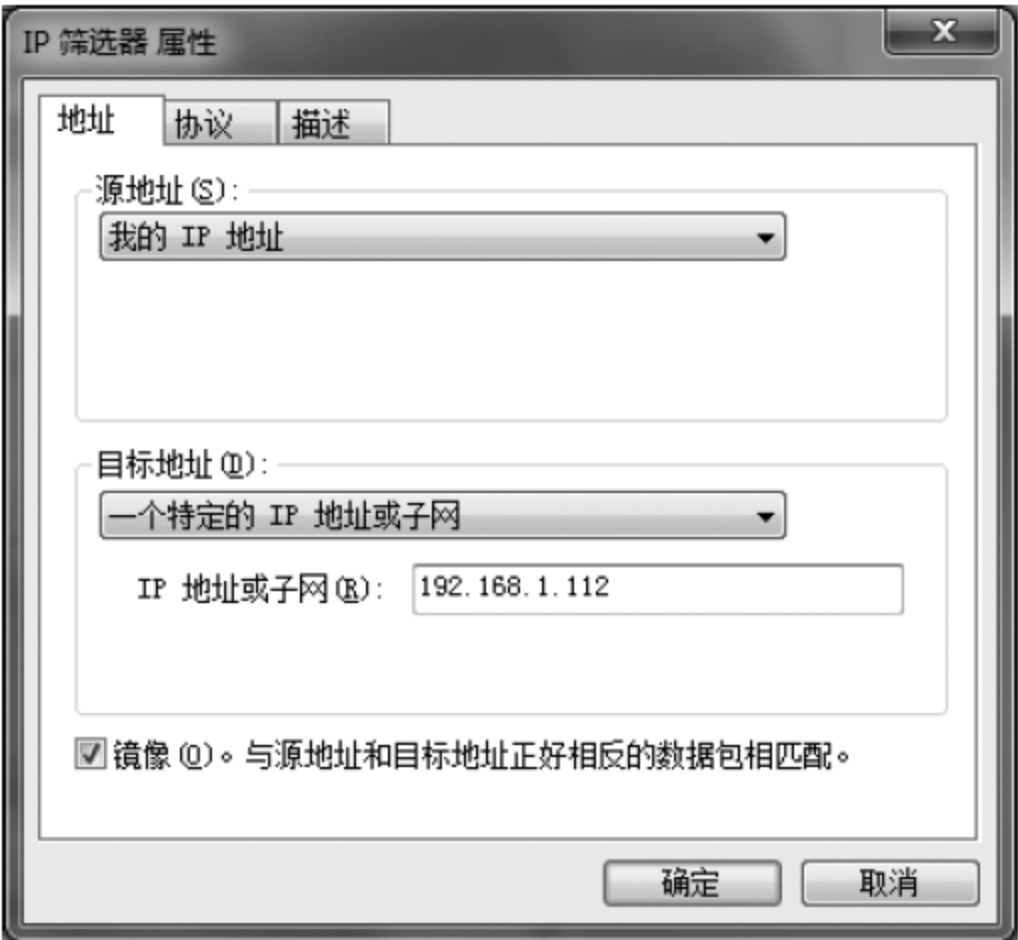 IP 筛选器 属性
地址 协议 描述
源地址(S):
我的 IP 地址
目标地址(D):
一个特定的 IP 地址或子网
IP 地址或子网(R): 192.168.1.112
镜像(O)。与源地址和目标地址正好相反的数据包相匹配。
确定 取消